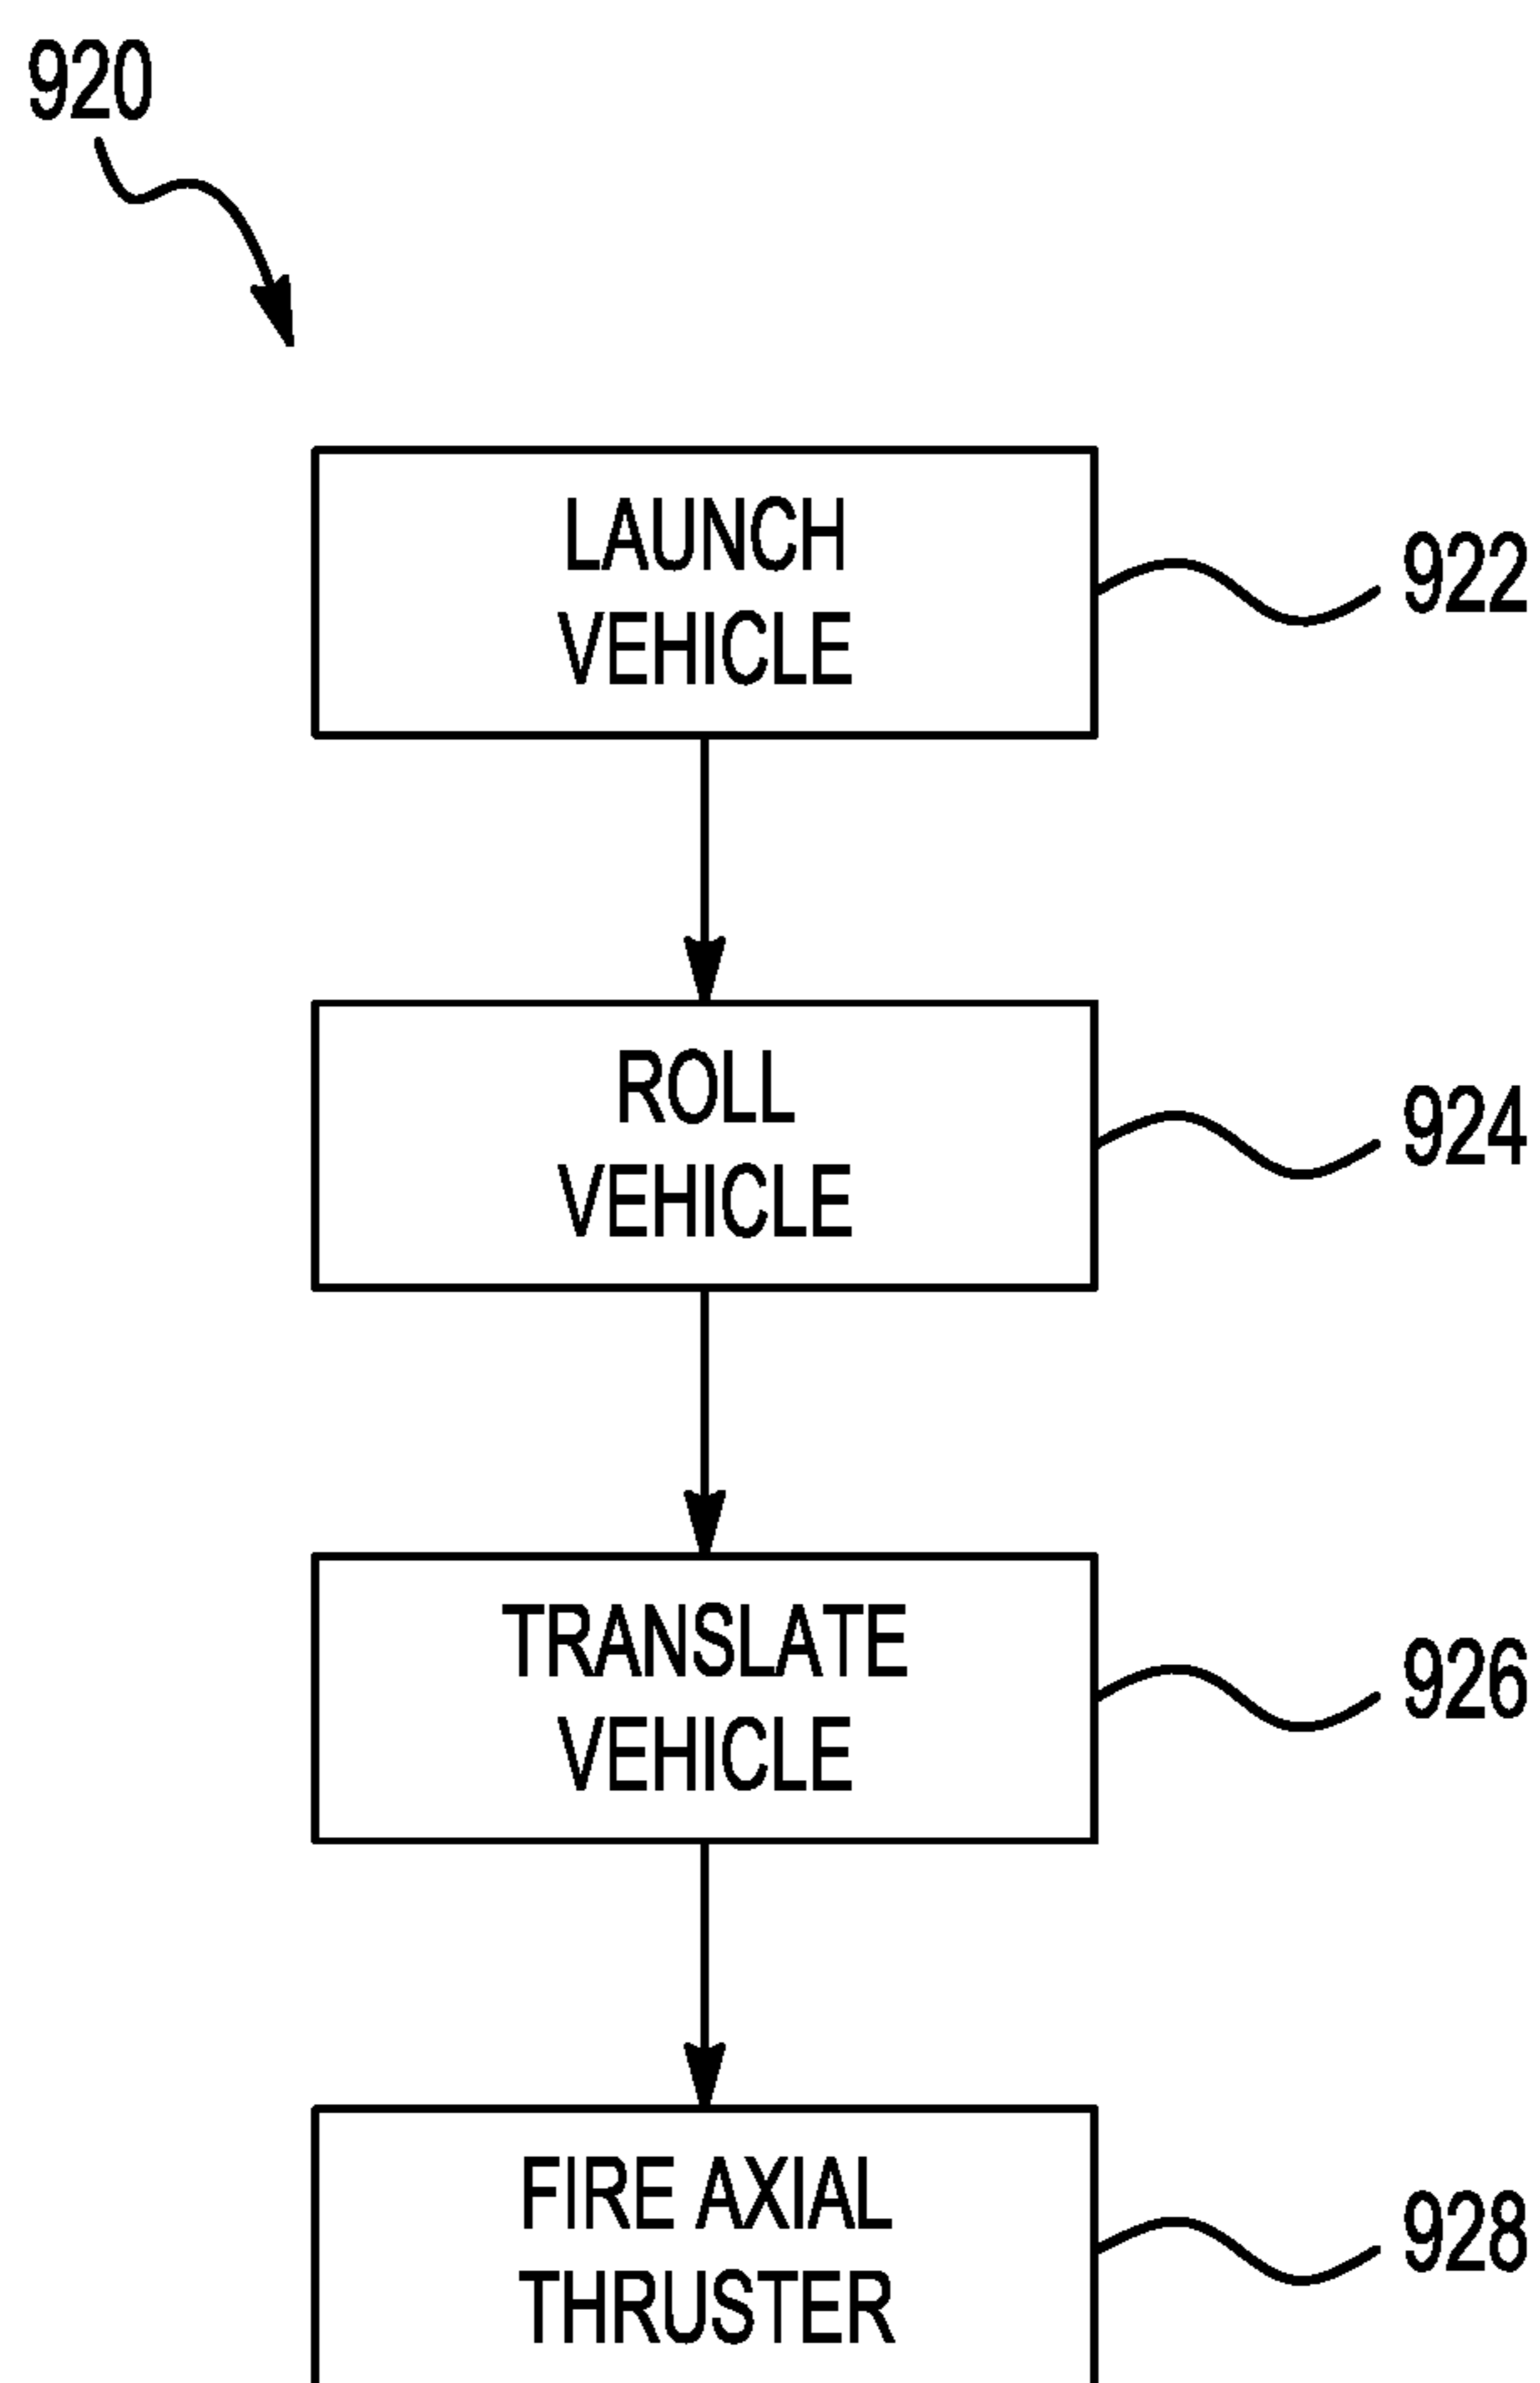 920
LAUNCH
VEHICLE
922
ROLL
VEHICLE
924
TRANSLATE
VEHICLE
926
FIRE AXIAL
THRUSTER
928